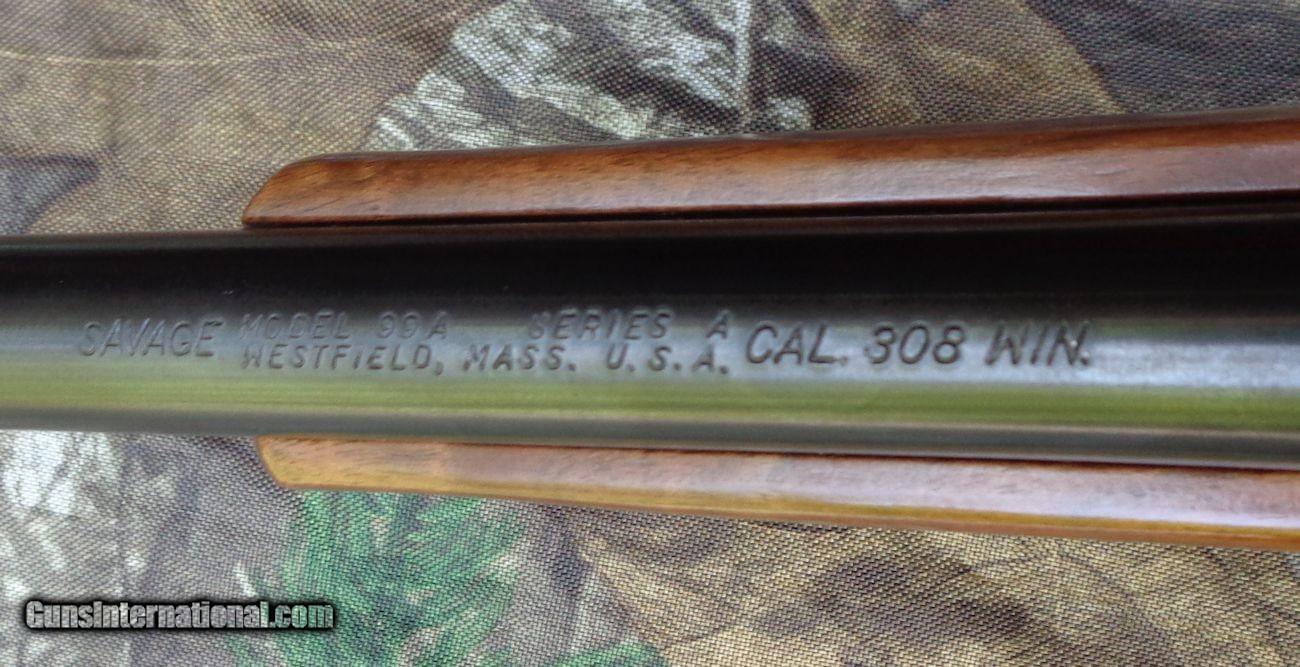 SAVAGE MODEL 99A SERIES A CAL. 308 WIN.
WESTFIELD, MASS. U.S.A.
GunsInternational.com